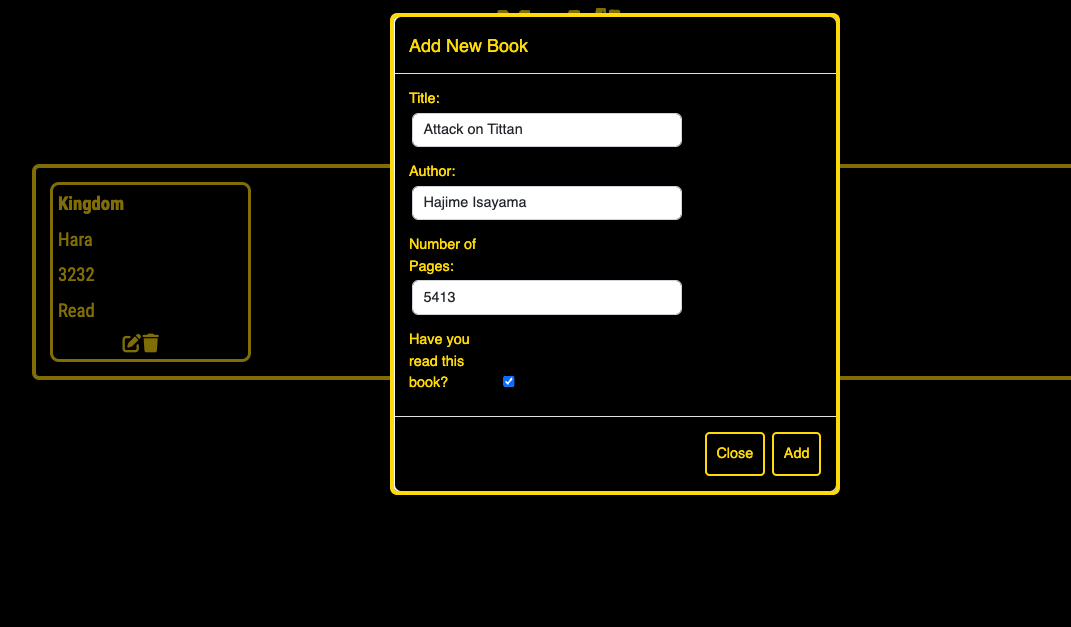 Add New Book
Title:
Attack on Tittan
Author:
Hajime Isayama
Number of
Pages:
5413
Have you
read this
book?
Close Add
Kingdom
Hara
3232
Read